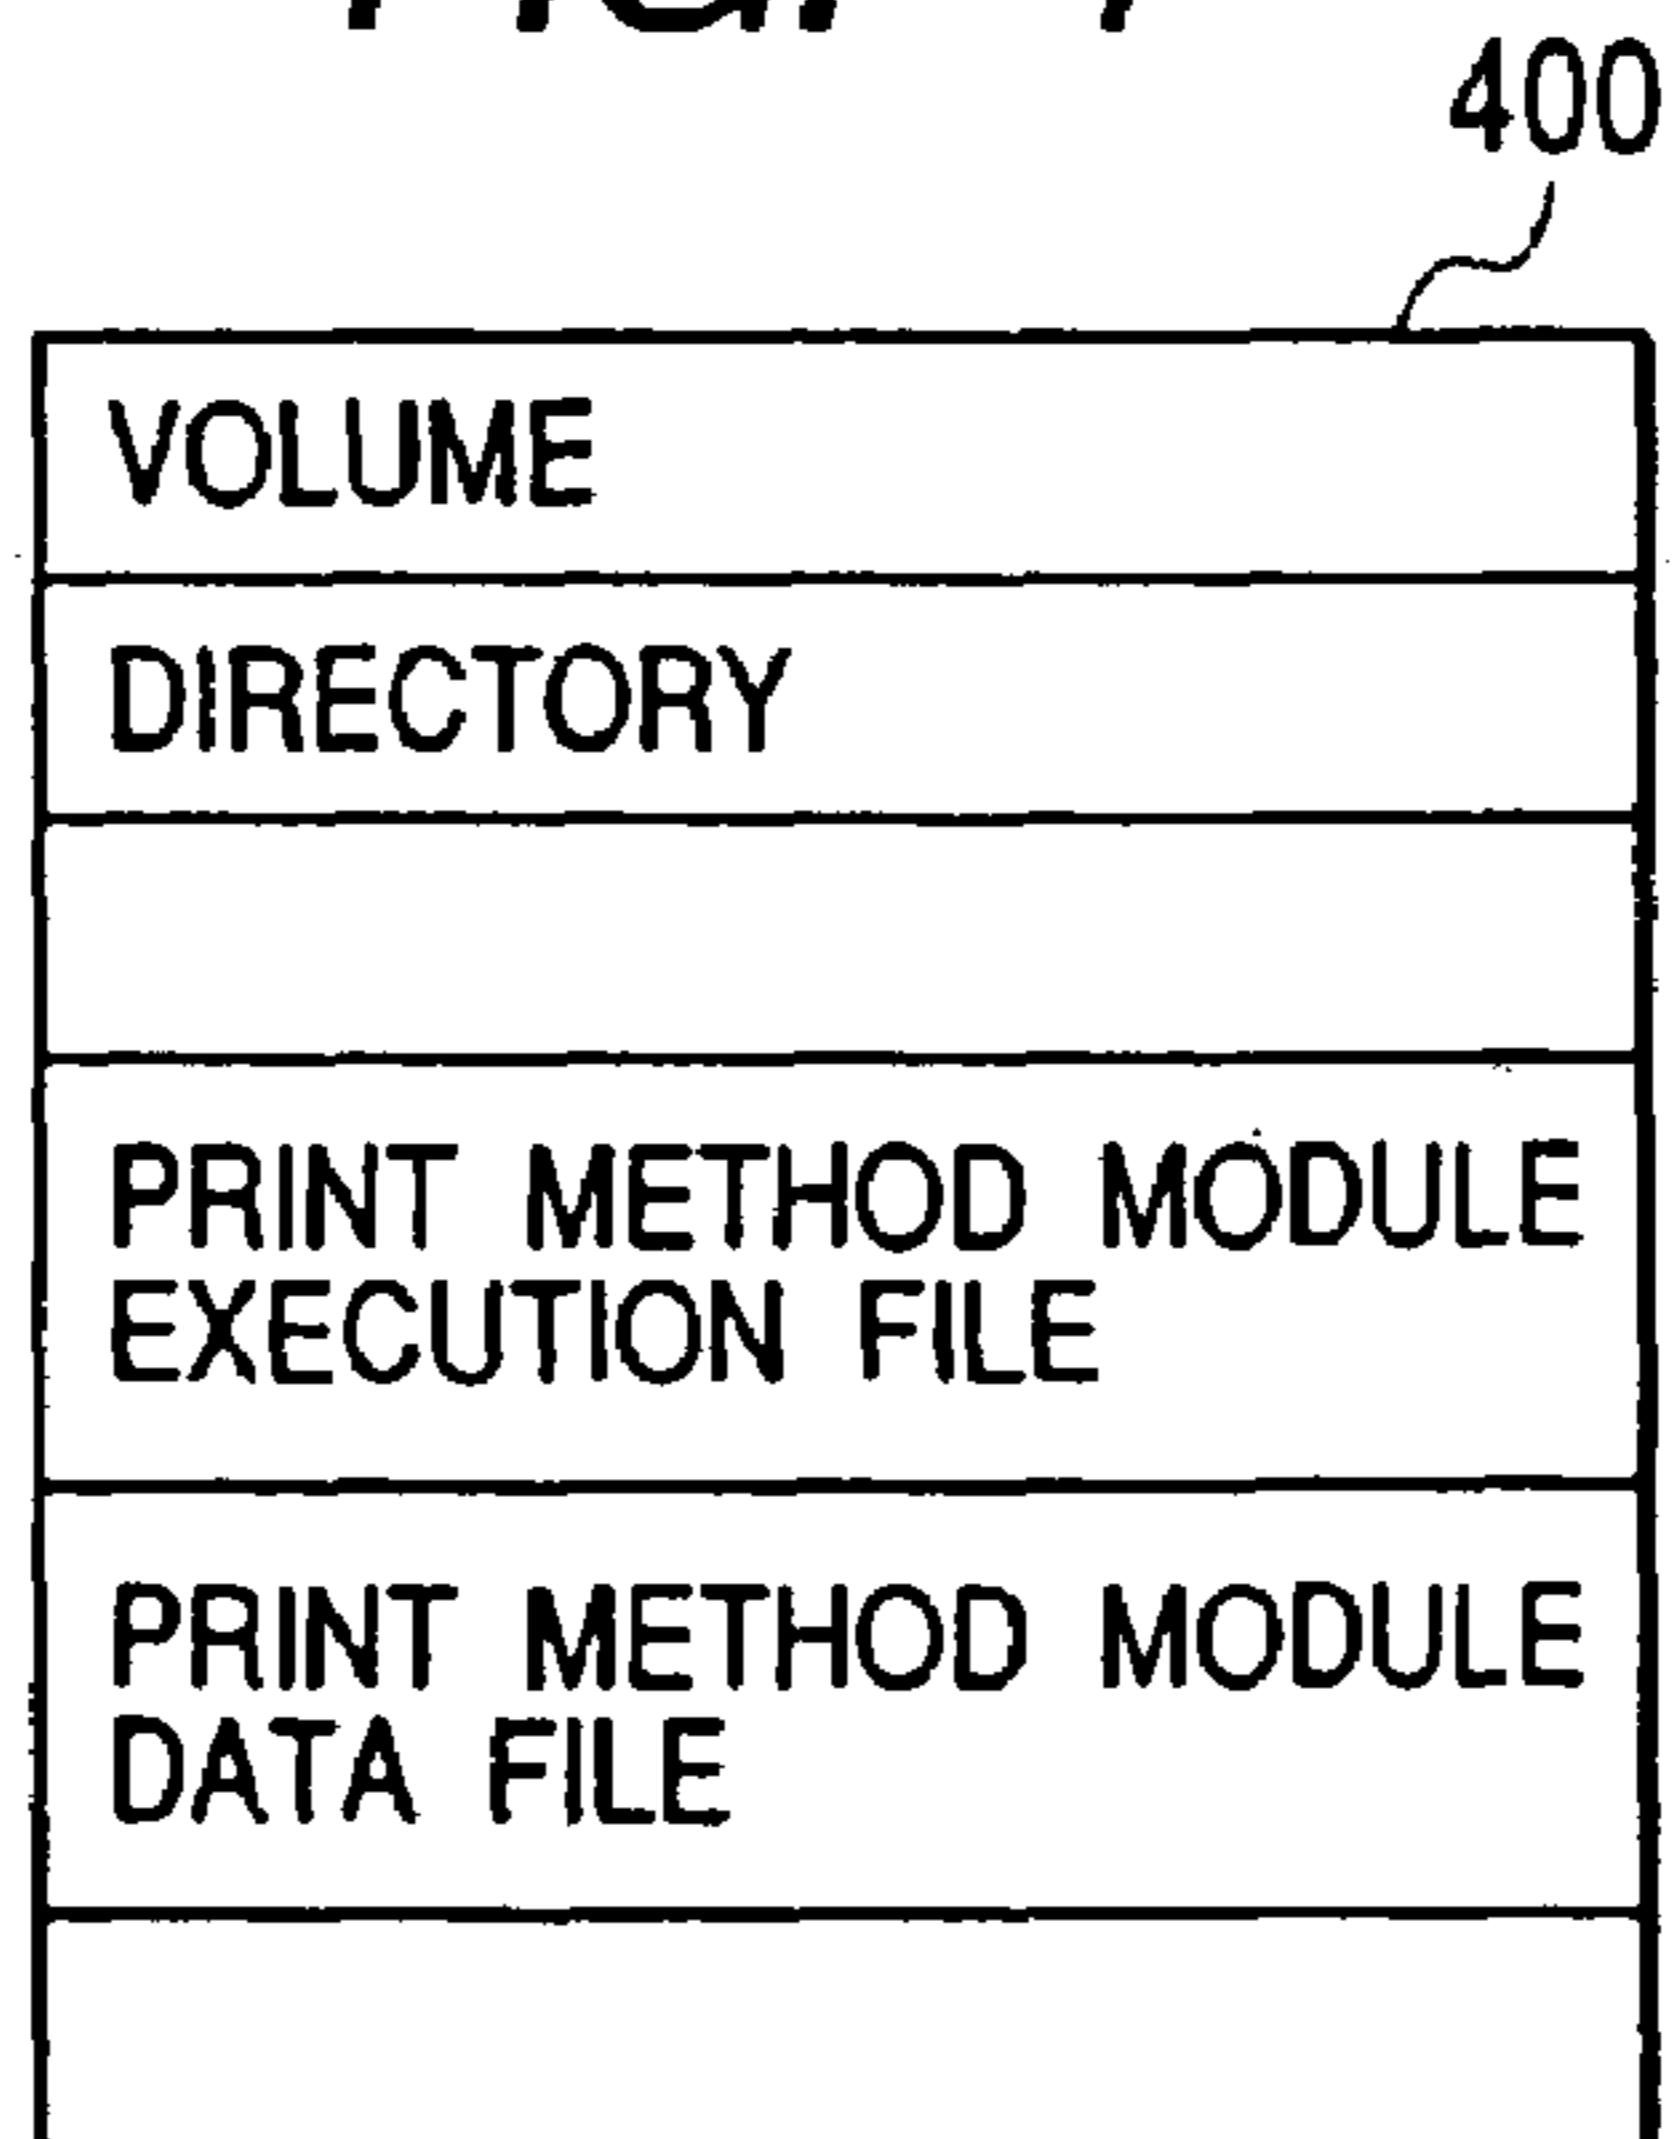 400
VOLUME
DIRECTORY
PRINT METHOD MODULE
EXECUTION FILE
PRINT METHOD MODULE
DATA FILE